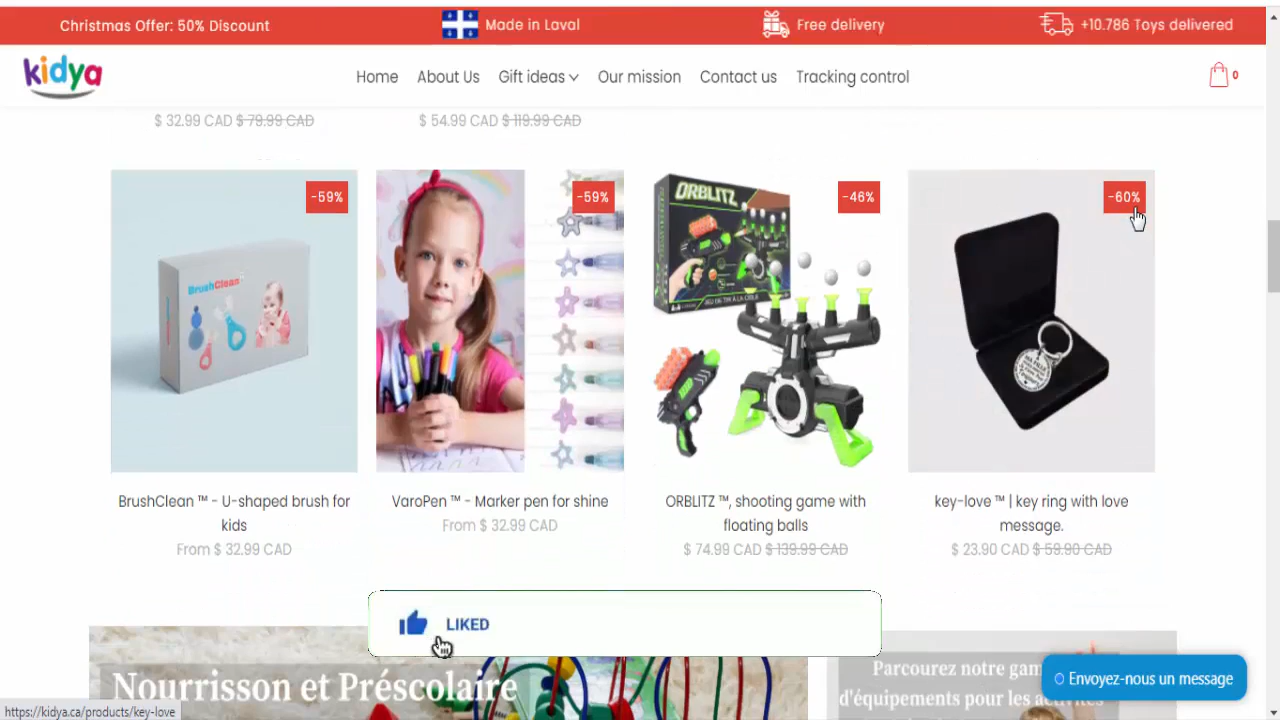 Christmas Offer: 50% Discount
Made in Laval
Free delivery
+10.786 Toys delivered
kidya
Home About Us Gift ideas Our mission Contact us Tracking control
0
$ 32.99 CAD $ 79.99 CAD
$ 54.99 CAD $ 119.99 CAD
-59%
-59%
-46%
-60%
BrushClean
ORBLITZ
BrushClean ™ - U-shaped brush for
kids
From $ 32.99 CAD
VaroPen ™ - Marker pen for shine
From $ 32.99 CAD
ORBLITZ ™, shooting game with
floating balls
$ 74.99 CAD $ 139.99 CAD
key-love ™ | key ring with love
message.
$ 23.90 CAD $ 59.90 CAD
LIKED
Nourrisson et Préscolaire
Parcourez notre
d'équipements pour les
Envoyez-nous un message
https://kidya.ca/products/key-love